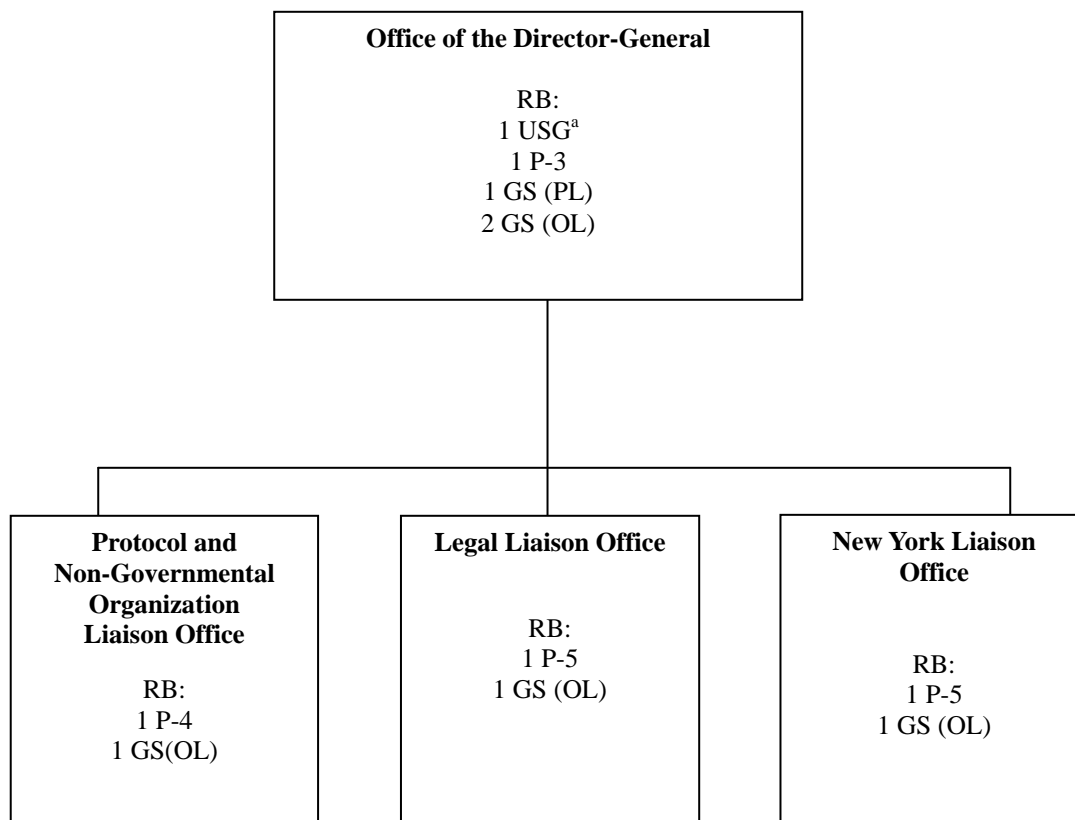 Office of the Director-General
RB:
1 USGᵃ
1 P-3
1 GS (PL)
2 GS (OL)
Protocol and
Non-Governmental
Organization
Liaison Office
RB:
1 P-4
1 GS(OL)
Legal Liaison Office
RB:
1 P-5
1 GS (OL)
New York Liaison
Office
RB:
1 P-5
1 GS (OL)